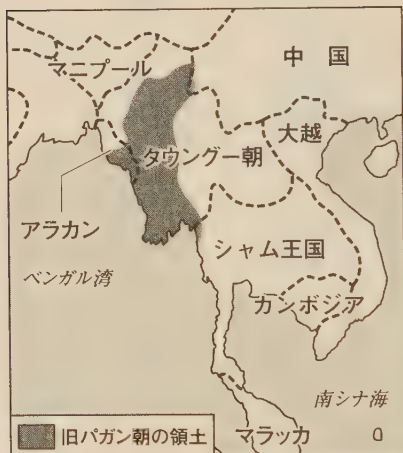 マニプール
中国
大越
タウングー朝
アラカン
シャム王国
ベンガル湾
カンボジア
南シナ海
旧パガン朝の領土
マラッカ